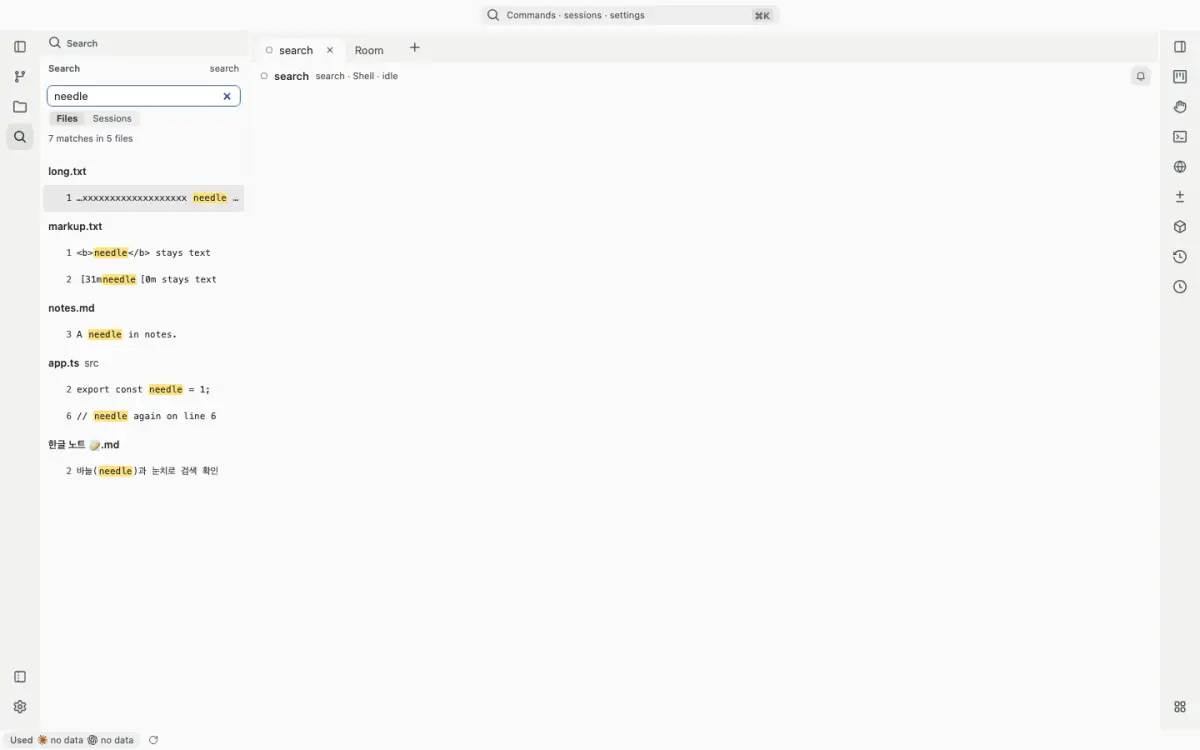 Commands · sessions · settings ⌘K
Search
search × Room +
Search search
search search · Shell · idle
needle ×
Files Sessions
7 matches in 5 files
long.txt
1 …xxxxxxxxxxxxxxxxxxx needle …
markup.txt
1 <b>needle</b> stays text
2 [31mneedle [0m stays text
notes.md
3 A needle in notes.
app.ts src
2 export const needle = 1;
6 // needle again on line 6
한글 노트 📝.md
2 바늘(needle)과 눈치로 검색 확인
Used no data no data